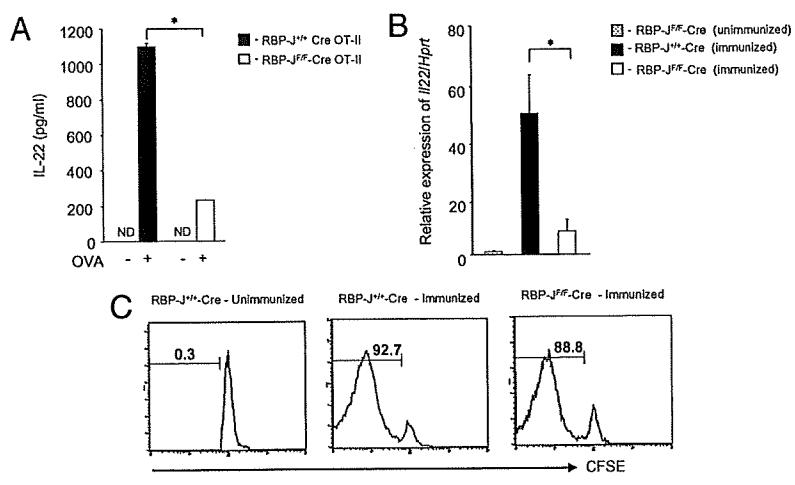 A
1200
1000
800
600
400
200
0
IL-22 (pg/ml)
ND
ND
OVA - + - +
*
- RBP-J+/+ Cre OT-II
- RBP-JF/F-Cre OT-II
B
80
60
40
20
0
Relative expression of Il22/Hprt
*
- RBP-JF/F-Cre (unimmunized)
- RBP-J+/+-Cre (immunized)
- RBP-JF/F-Cre (immunized)
C
RBP-J+/+-Cre - Unimmunized
RBP-J+/+-Cre - Immunized
RBP-JF/F-Cre - Immunized
0.3
92.7
88.8
CFSE